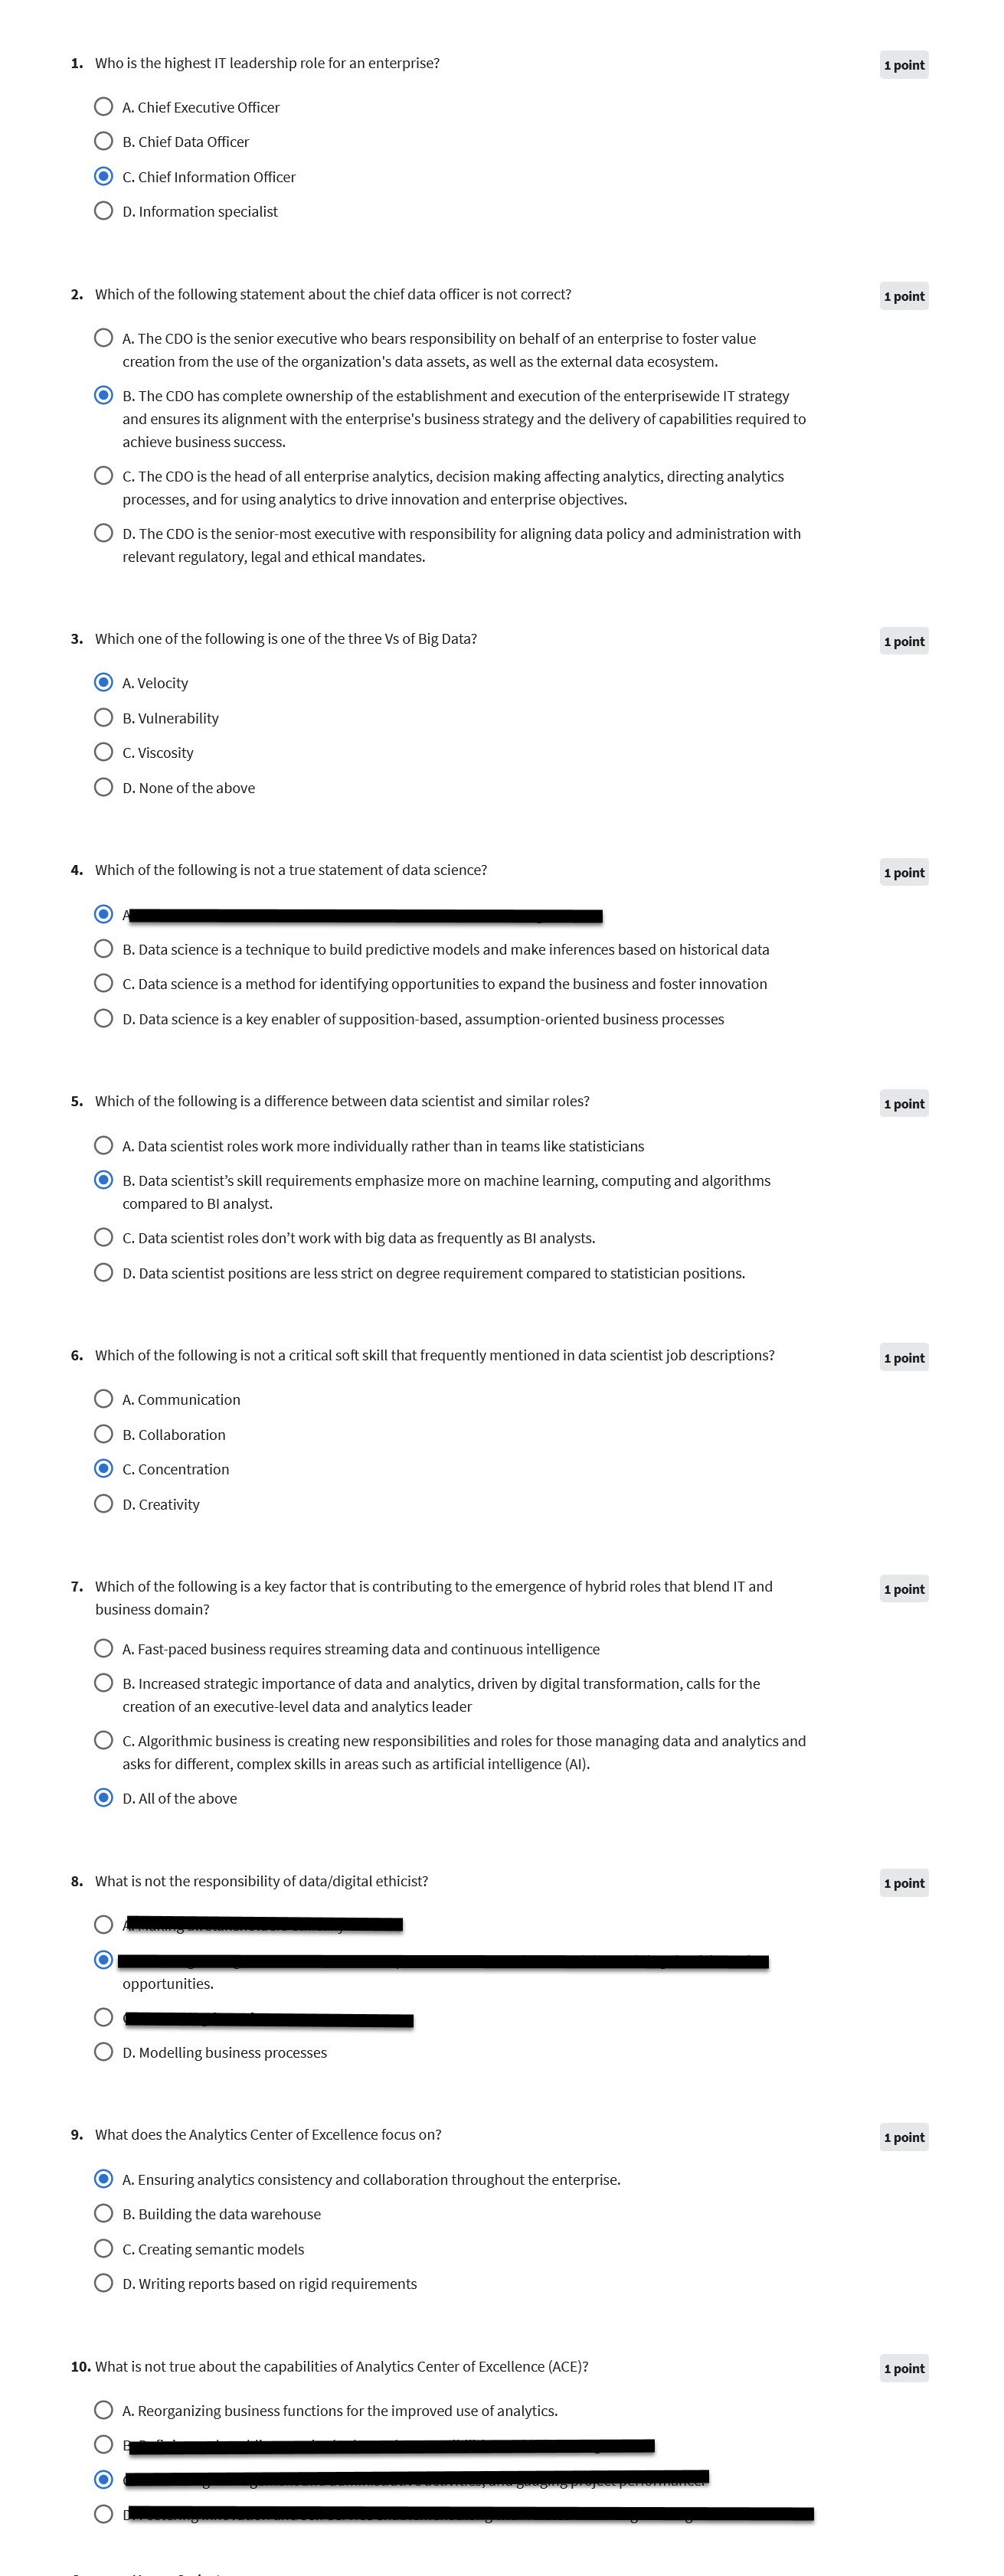 1. Who is the highest IT leadership role for an enterprise?
1 point
A. Chief Executive Officer
B. Chief Data Officer
C. Chief Information Officer
D. Information specialist
2. Which of the following statement about the chief data officer is not correct?
1 point
A. The CDO is the senior executive who bears responsibility on behalf of an enterprise to foster value
creation from the use of the organization's data assets, as well as the external data ecosystem.
B. The CDO has complete ownership of the establishment and execution of the enterprisewide IT strategy
and ensures its alignment with the enterprise's business strategy and the delivery of capabilities required to
achieve business success.
C. The CDO is the head of all enterprise analytics, decision making affecting analytics, directing analytics
processes, and for using analytics to drive innovation and enterprise objectives.
D. The CDO is the senior-most executive with responsibility for aligning data policy and administration with
relevant regulatory, legal and ethical mandates.
3. Which one of the following is one of the three Vs of Big Data?
1 point
A. Velocity
B. Vulnerability
C. Viscosity
D. None of the above
4. Which of the following is not a true statement of data science?
1 point
A
B. Data science is a technique to build predictive models and make inferences based on historical data
C. Data science is a method for identifying opportunities to expand the business and foster innovation
D. Data science is a key enabler of supposition-based, assumption-oriented business processes
5. Which of the following is a difference between data scientist and similar roles?
1 point
A. Data scientist roles work more individually rather than in teams like statisticians
B. Data scientist’s skill requirements emphasize more on machine learning, computing and algorithms
compared to BI analyst.
C. Data scientist roles don’t work with big data as frequently as BI analysts.
D. Data scientist positions are less strict on degree requirement compared to statistician positions.
6. Which of the following is not a critical soft skill that frequently mentioned in data scientist job descriptions?
1 point
A. Communication
B. Collaboration
C. Concentration
D. Creativity
7. Which of the following is a key factor that is contributing to the emergence of hybrid roles that blend IT and
business domain?
1 point
A. Fast-paced business requires streaming data and continuous intelligence
B. Increased strategic importance of data and analytics, driven by digital transformation, calls for the
creation of an executive-level data and analytics leader
C. Algorithmic business is creating new responsibilities and roles for those managing data and analytics and
asks for different, complex skills in areas such as artificial intelligence (AI).
D. All of the above
8. What is not the responsibility of data/digital ethicist?
1 point
opportunities.
D. Modelling business processes
9. What does the Analytics Center of Excellence focus on?
1 point
A. Ensuring analytics consistency and collaboration throughout the enterprise.
B. Building the data warehouse
C. Creating semantic models
D. Writing reports based on rigid requirements
10. What is not true about the capabilities of Analytics Center of Excellence (ACE)?
1 point
A. Reorganizing business functions for the improved use of analytics.